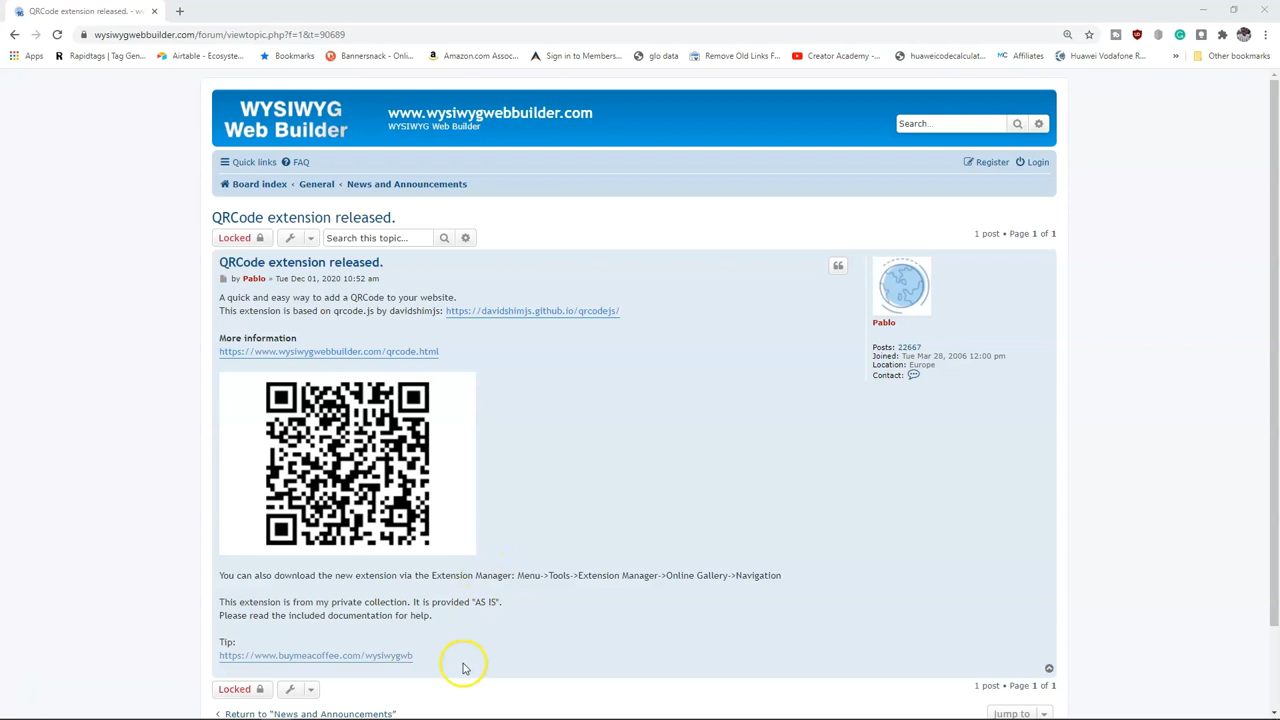 QRCode extension released. - w
wysiwygwebbuilder.com/forum/viewtopic.php?f=1&t=90689
Apps
Rapidtags | Tag Gen...
Airtable - Ecosyste...
Bookmarks
Bannersnack - Onli...
Amazon.com Assoc...
Sign in to Members...
glo data
Remove Old Links F...
Creator Academy -...
huaweicodecalculat...
Affiliates
Huawei Vodafone R...
»
Other bookmarks
WYSIWYG
Web Builder
www.wysiwygwebbuilder.com
WYSIWYG Web Builder
Search...
Quick links
FAQ
Register
Login
Board index ‹ General ‹ News and Announcements
QRCode extension released.
Locked
Search this topic...
1 post • Page 1 of 1
QRCode extension released.
by Pablo » Tue Dec 01, 2020 10:52 am
A quick and easy way to add a QRCode to your website.
This extension is based on qrcode.js by davidshimjs: https://davidshimjs.github.io/qrcodejs/
More information
https://www.wysiwygwebbuilder.com/qrcode.html
Pablo
Posts: 22667
Joined: Tue Mar 28, 2006 12:00 pm
Location: Europe
Contact:
You can also download the new extension via the Extension Manager: Menu->Tools->Extension Manager->Online Gallery->Navigation
This extension is from my private collection. It is provided "AS IS".
Please read the included documentation for help.
Tip:
https://www.buymeacoffee.com/wysiwygwb
Locked
1 post • Page 1 of 1
‹ Return to “News and Announcements”
Jump to